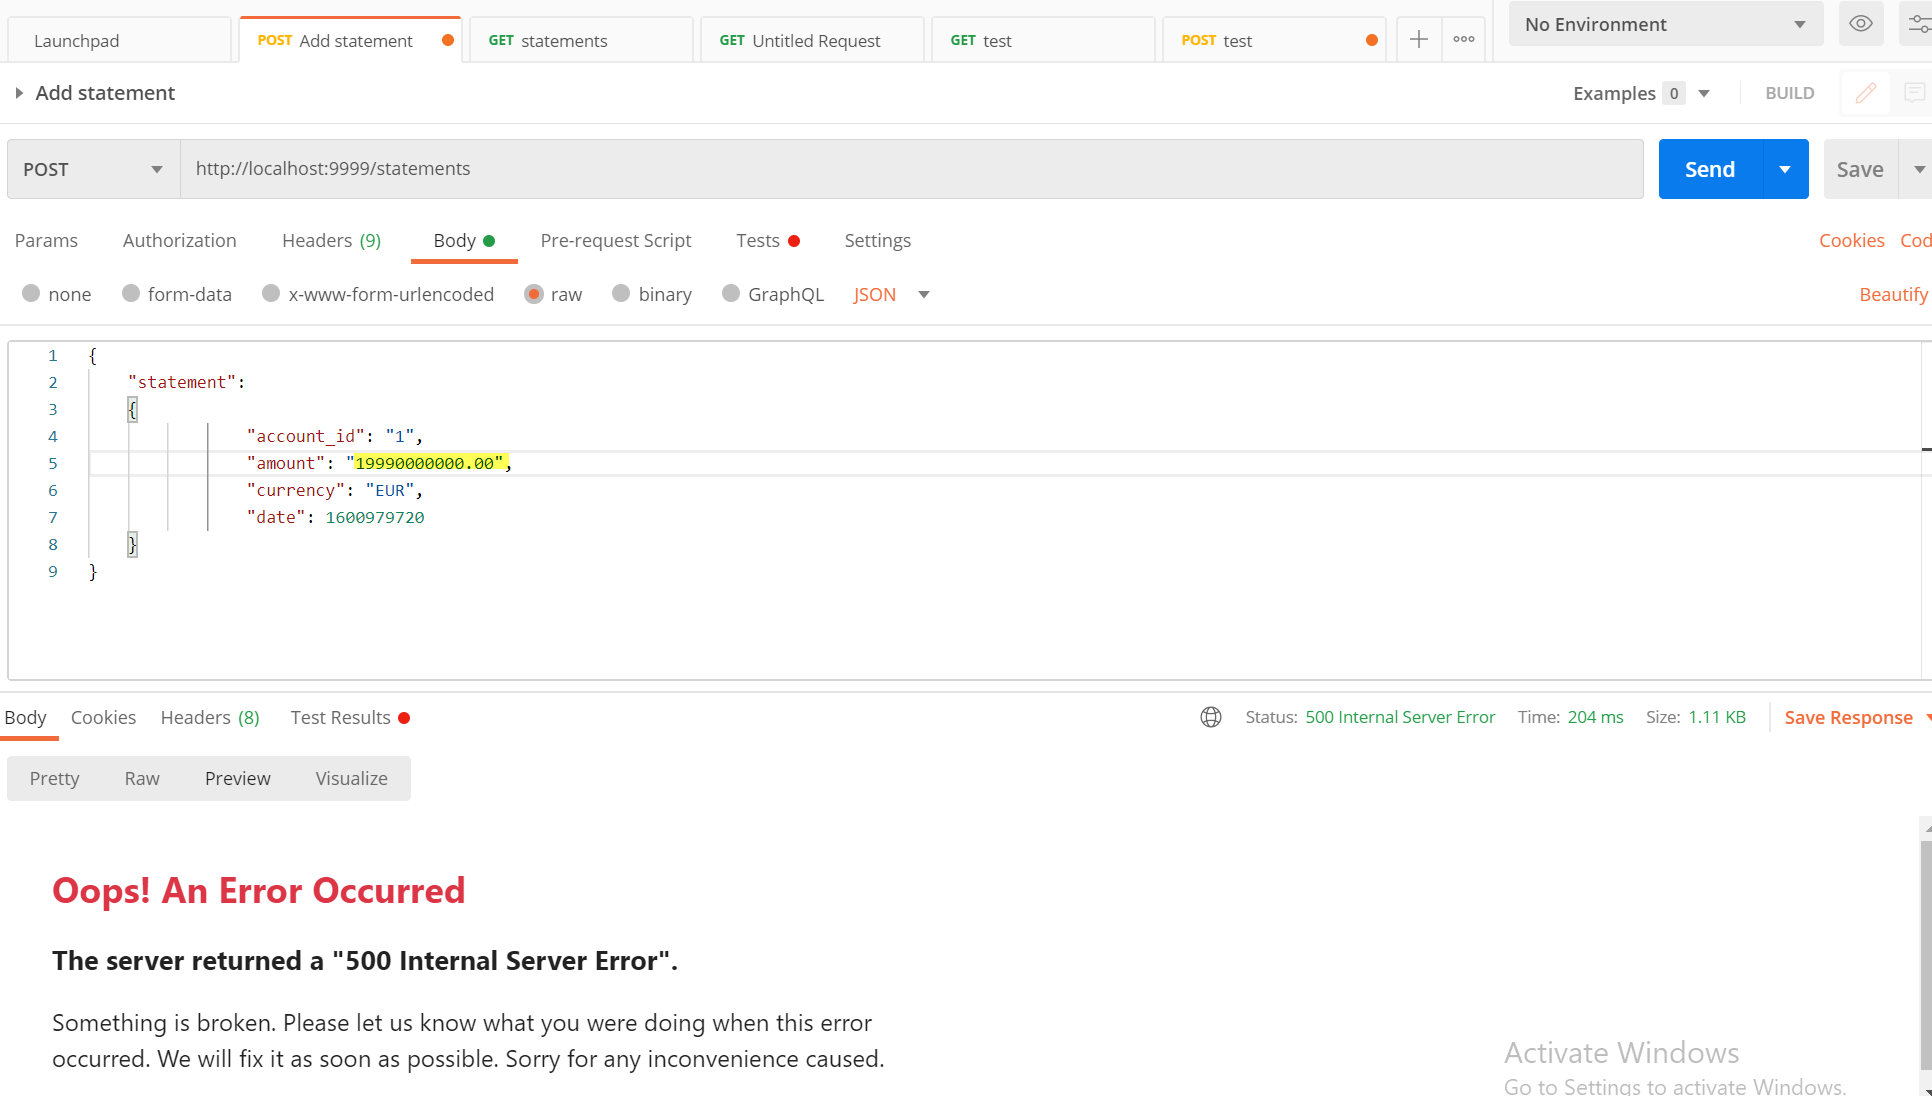 Launchpad
POST Add statement
GET statements
GET Untitled Request
GET test
POST test
No Environment
Add statement
Examples 0
BUILD
POST
http://localhost:9999/statements
Send
Save
Params
Authorization
Headers (9)
Body
Pre-request Script
Tests
Settings
Cookies
Cod
none
form-data
x-www-form-urlencoded
raw
binary
GraphQL
JSON
Beautify
1 {
2 "statement":
3 {
4 "account_id": "1",
5 "amount": "19990000000.00",
6 "currency": "EUR",
7 "date": 1600979720
8 }
9 }
Body
Cookies
Headers (8)
Test Results
Status: 500 Internal Server Error
Time: 204 ms
Size: 1.11 KB
Save Response
Pretty
Raw
Preview
Visualize
Oops! An Error Occurred
The server returned a "500 Internal Server Error".
Something is broken. Please let us know what you were doing when this error
occurred. We will fix it as soon as possible. Sorry for any inconvenience caused.
Activate Windows
Go to Settings to activate Windows.